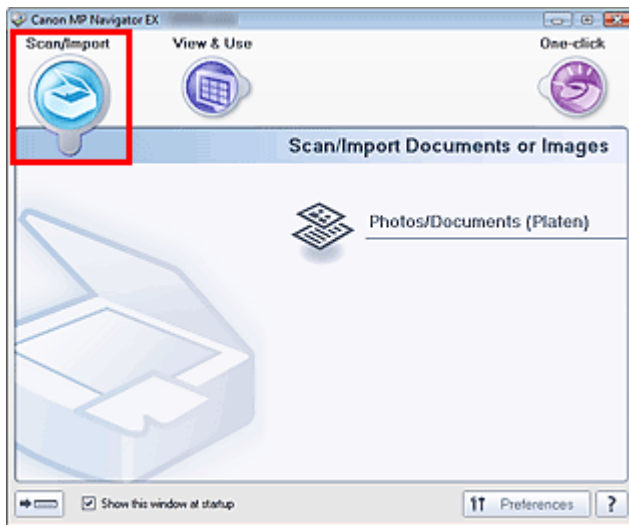 Canon MP Navigator EX
Scan/Import
View & Use
One-click
Scan/Import Documents or Images
Photos/Documents (Platen)
Show this window at startup
Preferences
?